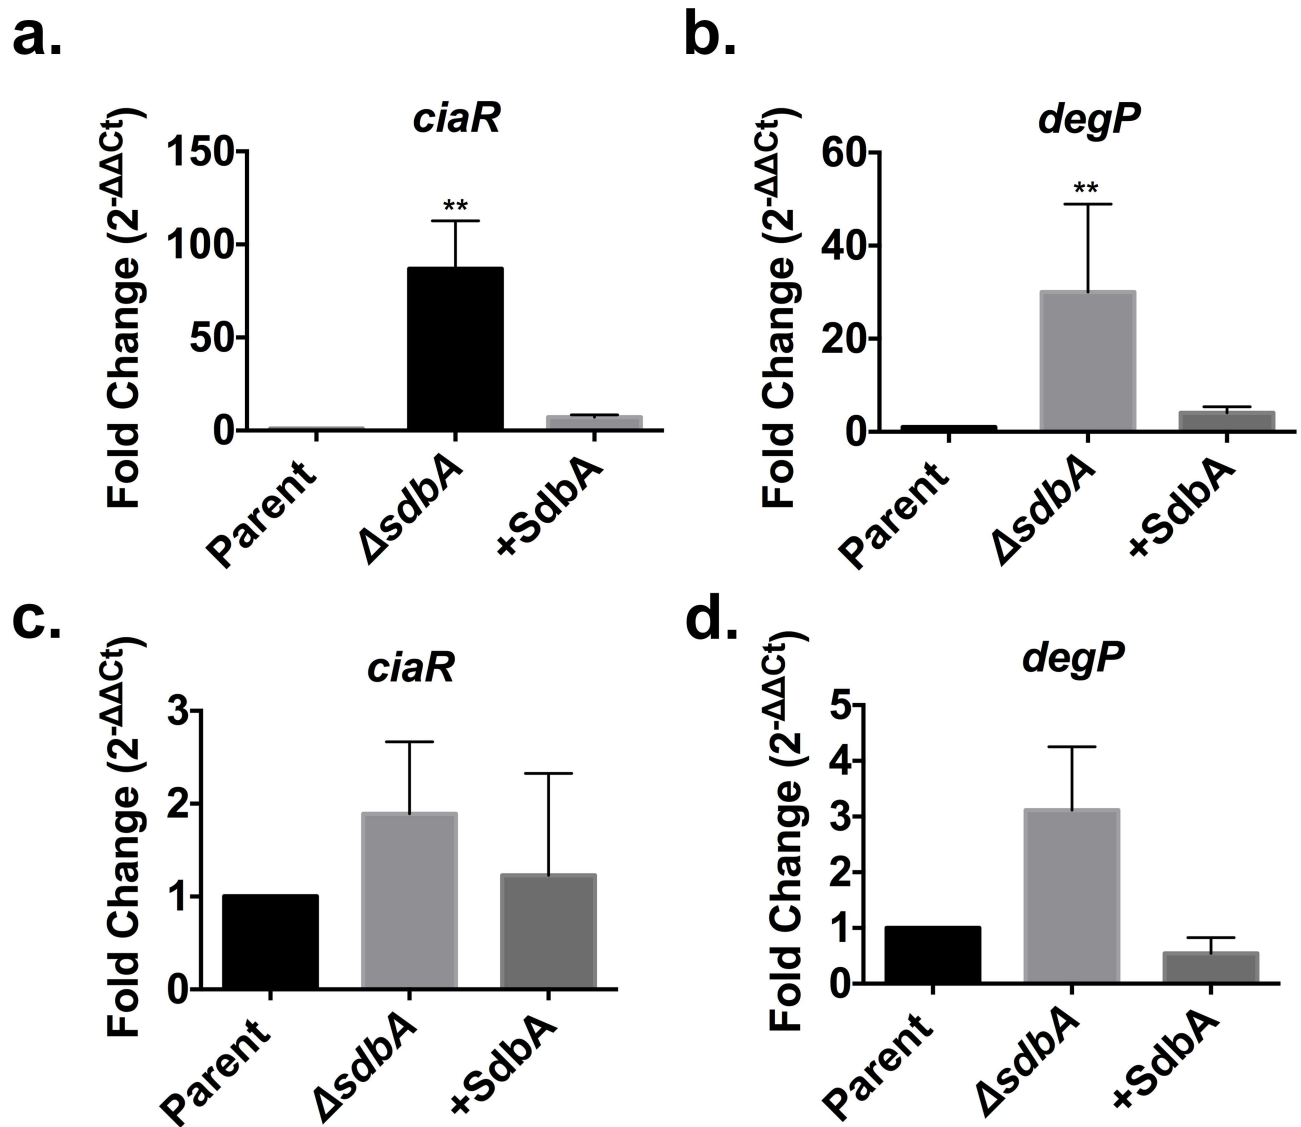 a.
ciaR
Fold Change (2-ΔΔCt)
150
100
50
0
**
Parent
ΔsdbA
+SdbA
b.
degP
Fold Change (2-ΔΔCt)
60
40
20
0
**
Parent
ΔsdbA
+SdbA
c.
ciaR
Fold Change (2-ΔΔCt)
3
2
1
0
Parent
ΔsdbA
+SdbA
d.
degP
Fold Change (2-ΔΔCt)
5
4
3
2
1
0
Parent
ΔsdbA
+SdbA